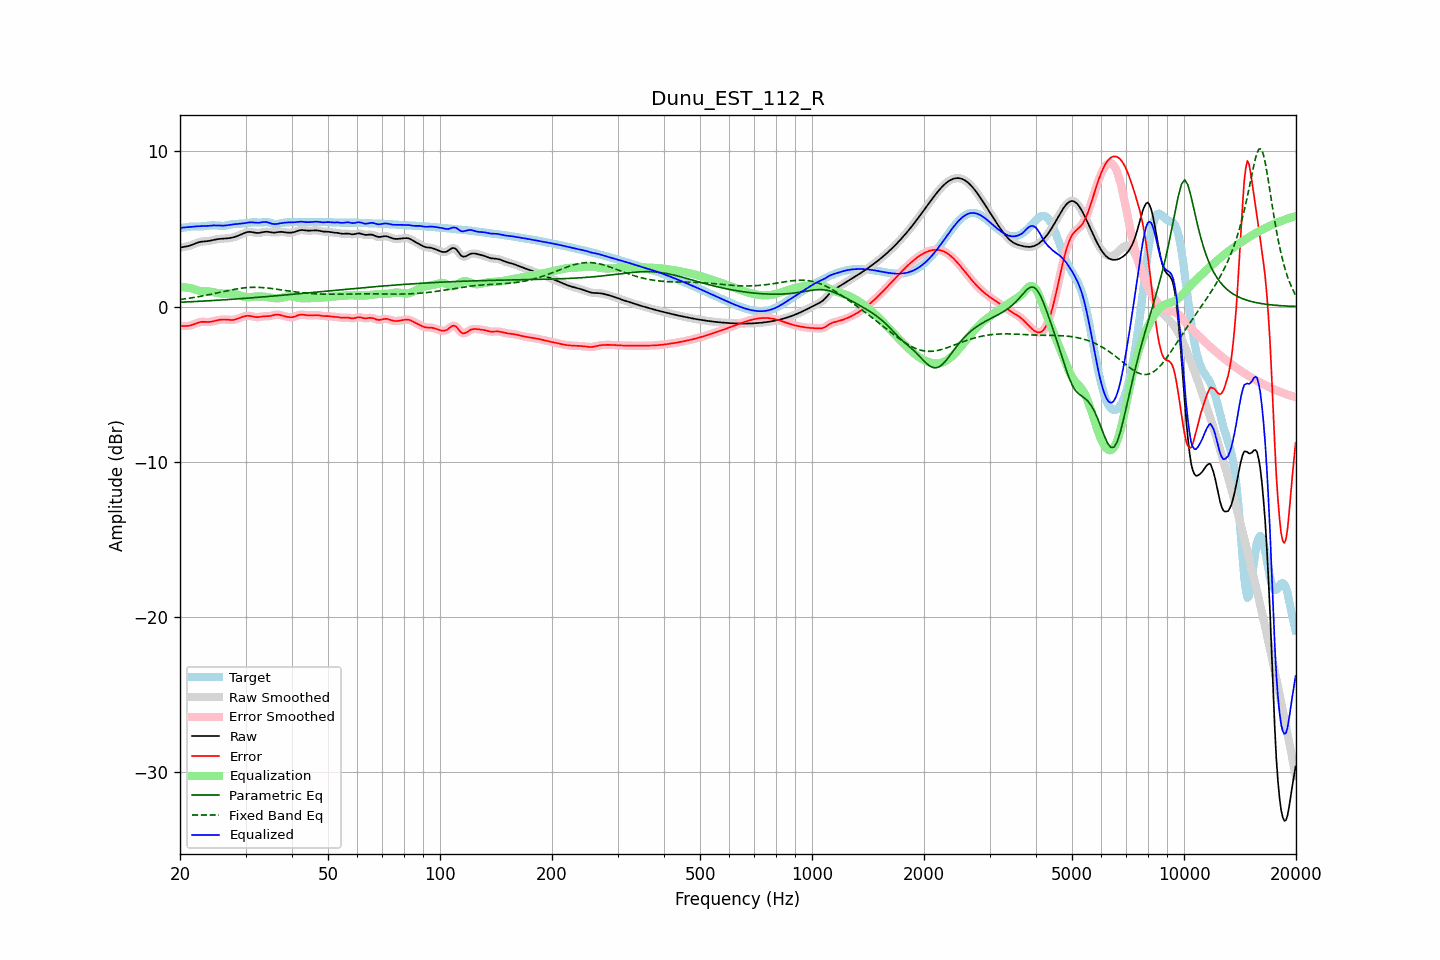 Dunu_EST_112_R
10
0
−10
−20
−30
Amplitude (dBr)
Target
Raw Smoothed
Error Smoothed
Raw
Error
Equalization
Parametric Eq
Fixed Band Eq
Equalized
20 50 100 200 500 1000 2000 5000 10000 20000
Frequency (Hz)